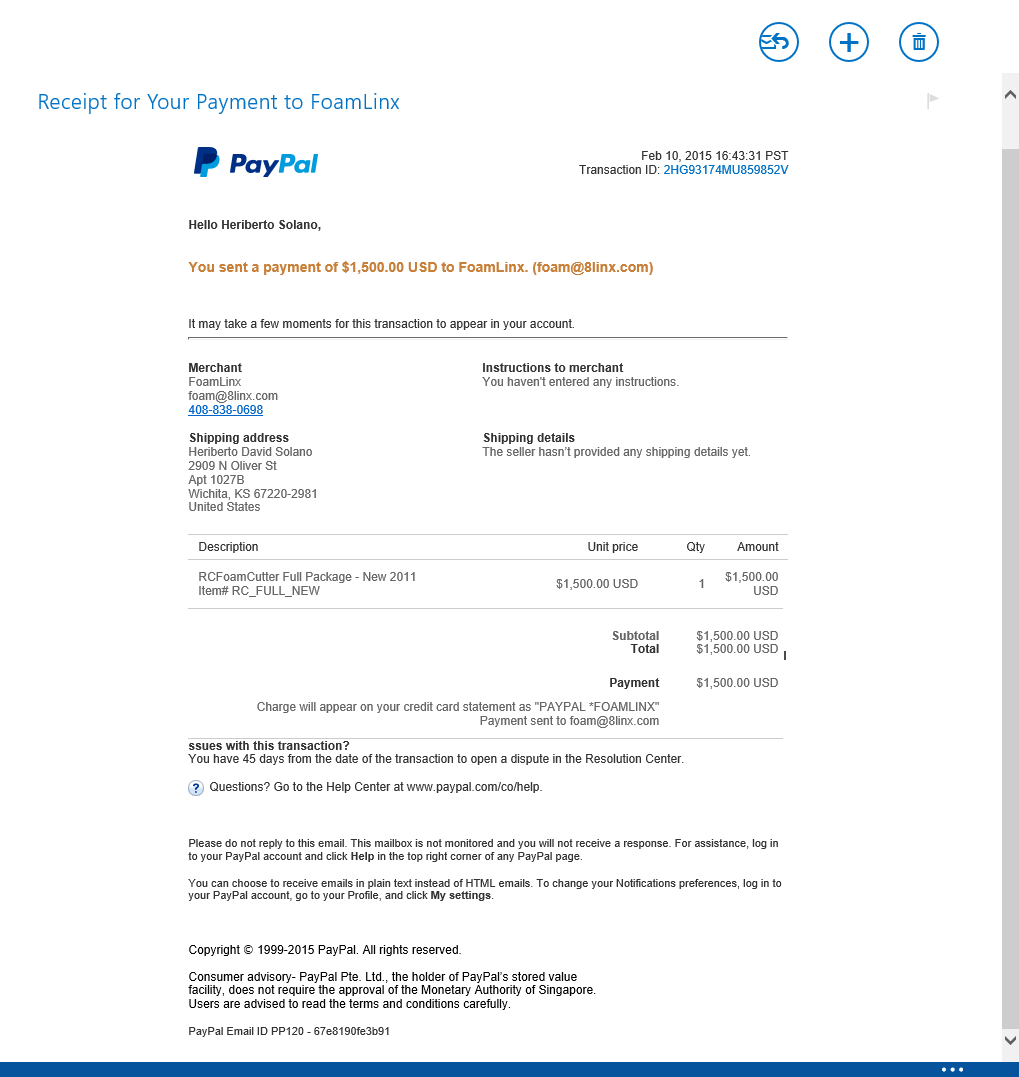 Receipt for Your Payment to FoamLinx
PayPal
Feb 10, 2015 16:43:31 PST
Transaction ID: 2HG93174MU859852V
Hello Heriberto Solano,
You sent a payment of $1,500.00 USD to FoamLinx. (foam@8linx.com)
It may take a few moments for this transaction to appear in your account.
Merchant
FoamLinx
foam@8linx.com
408-838-0698
Instructions to merchant
You haven't entered any instructions.
Shipping address
Heriberto David Solano
2909 N Oliver St
Apt 1027B
Wichita, KS 67220-2981
United States
Shipping details
The seller hasn't provided any shipping details yet.
Description Unit price Qty Amount
RCFoamCutter Full Package - New 2011
Item# RC_FULL_NEW
$1,500.00 USD 1 $1,500.00
USD
Subtotal $1,500.00 USD
Total $1,500.00 USD
Payment $1,500.00 USD
Charge will appear on your credit card statement as "PAYPAL *FOAMLINX"
Payment sent to foam@8linx.com
ssues with this transaction?
You have 45 days from the date of the transaction to open a dispute in the Resolution Center.
? Questions? Go to the Help Center at www.paypal.com/co/help.
Please do not reply to this email. This mailbox is not monitored and you will not receive a response. For assistance, log in
to your PayPal account and click Help in the top right corner of any PayPal page.
You can choose to receive emails in plain text instead of HTML emails. To change your Notifications preferences, log in to
your PayPal account, go to your Profile, and click My settings.
Copyright © 1999-2015 PayPal. All rights reserved.
Consumer advisory- PayPal Pte. Ltd., the holder of PayPal's stored value
facility, does not require the approval of the Monetary Authority of Singapore.
Users are advised to read the terms and conditions carefully.
PayPal Email ID PP120 - 67e8190fe3b91